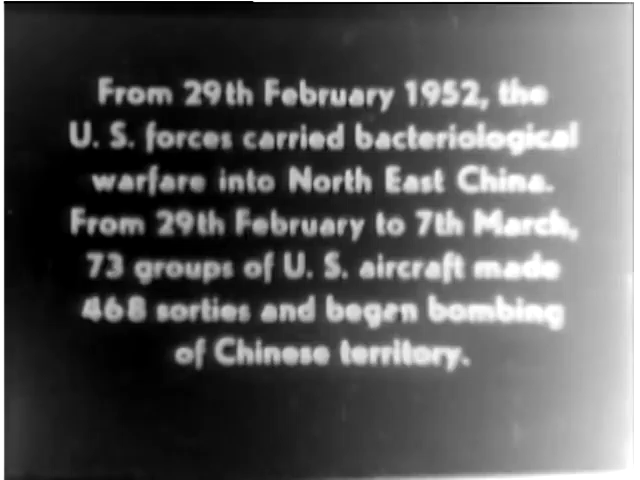 From 29th February 1952, the
U. S. forces carried bacteriological
warfare into North East China.
From 29th February to 7th March,
73 groups of U. S. aircraft made
468 sorties and began bombing
of Chinese territory.